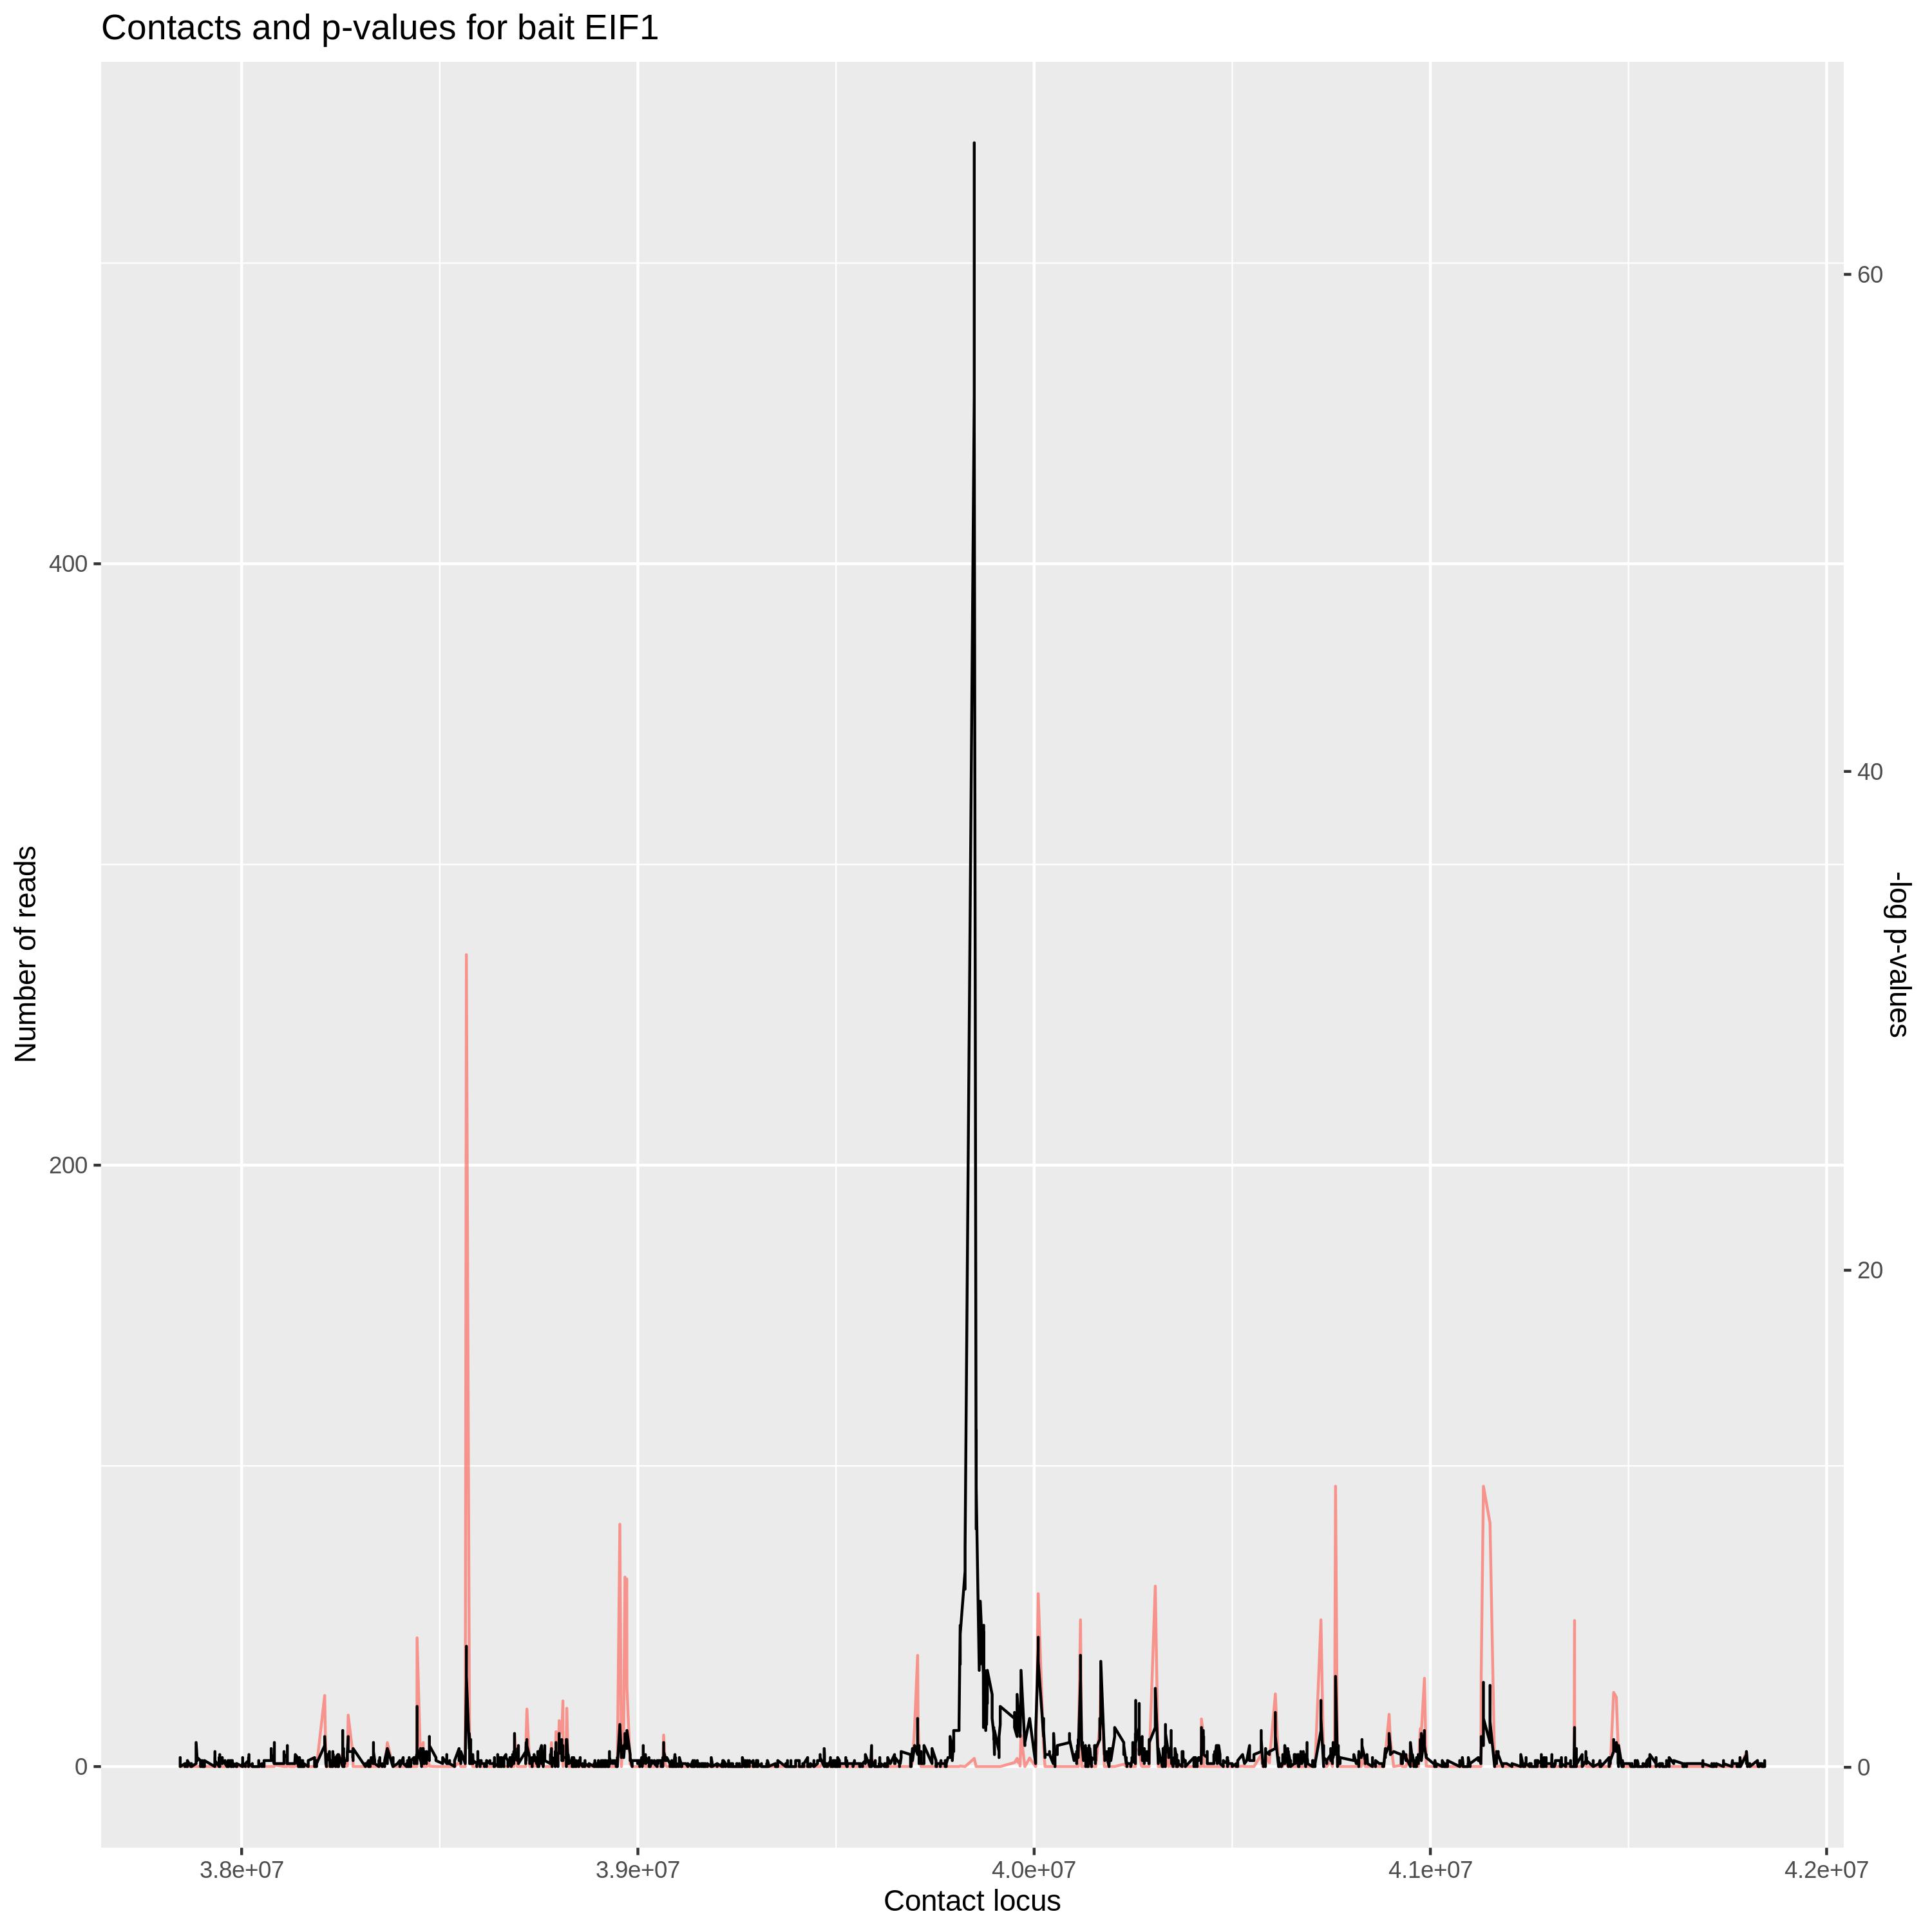 Contacts and p-values for bait EIF1
Number of reads
400
200
0
60
40
20
0
-log p-values
3.8e+07
3.9e+07
4.0e+07
4.1e+07
4.2e+07
Contact locus